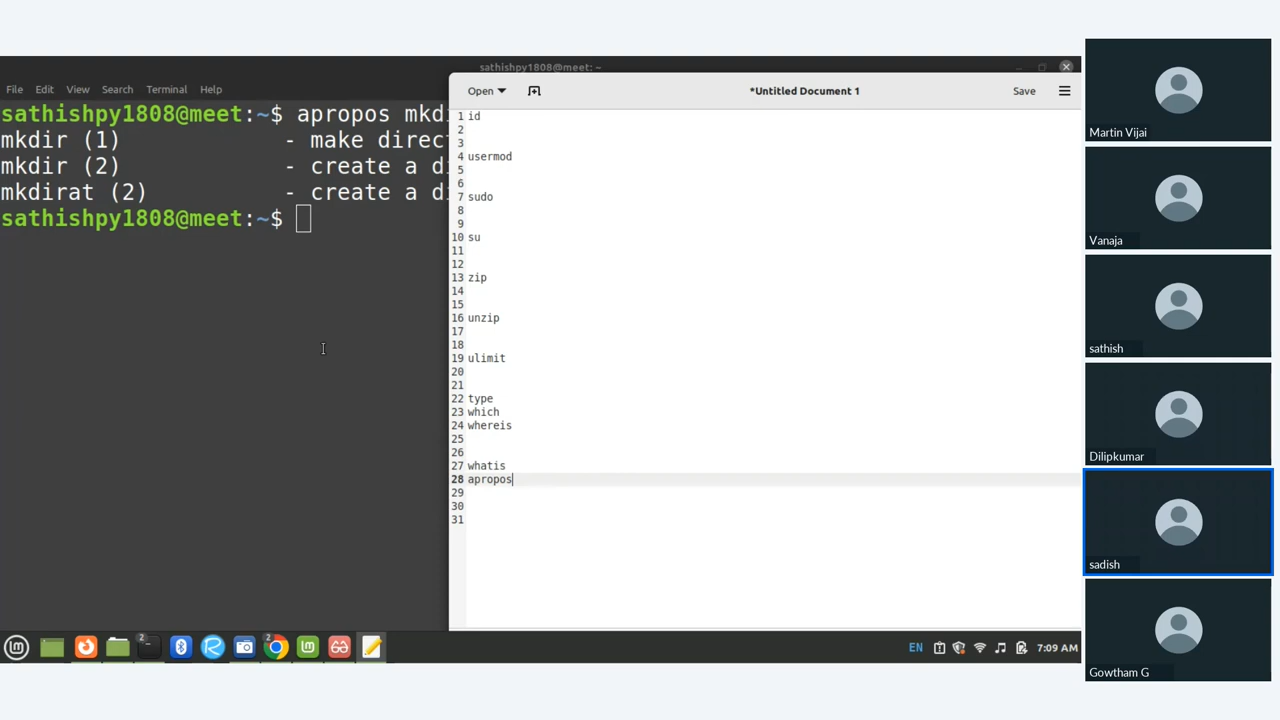 sathishpy1808@meet: ~
File Edit View Search Terminal Help
sathishpy1808@meet:~$ apropos mkd
mkdir (1) - make direc
mkdir (2) - create a d
mkdirat (2) - create a d
sathishpy1808@meet:~$
Open *Untitled Document 1 Save
1 id
2
3
4 usermod
5
6
7 sudo
8
9
10 su
11
12
13 zip
14
15
16 unzip
17
18
19 ulimit
20
21
22 type
23 which
24 whereis
25
26
27 whatis
28 apropos
29
30
31
2
2
EN 7:09 AM
Martin Vijai
Vanaja
sathish
Dilipkumar
sadish
Gowtham G